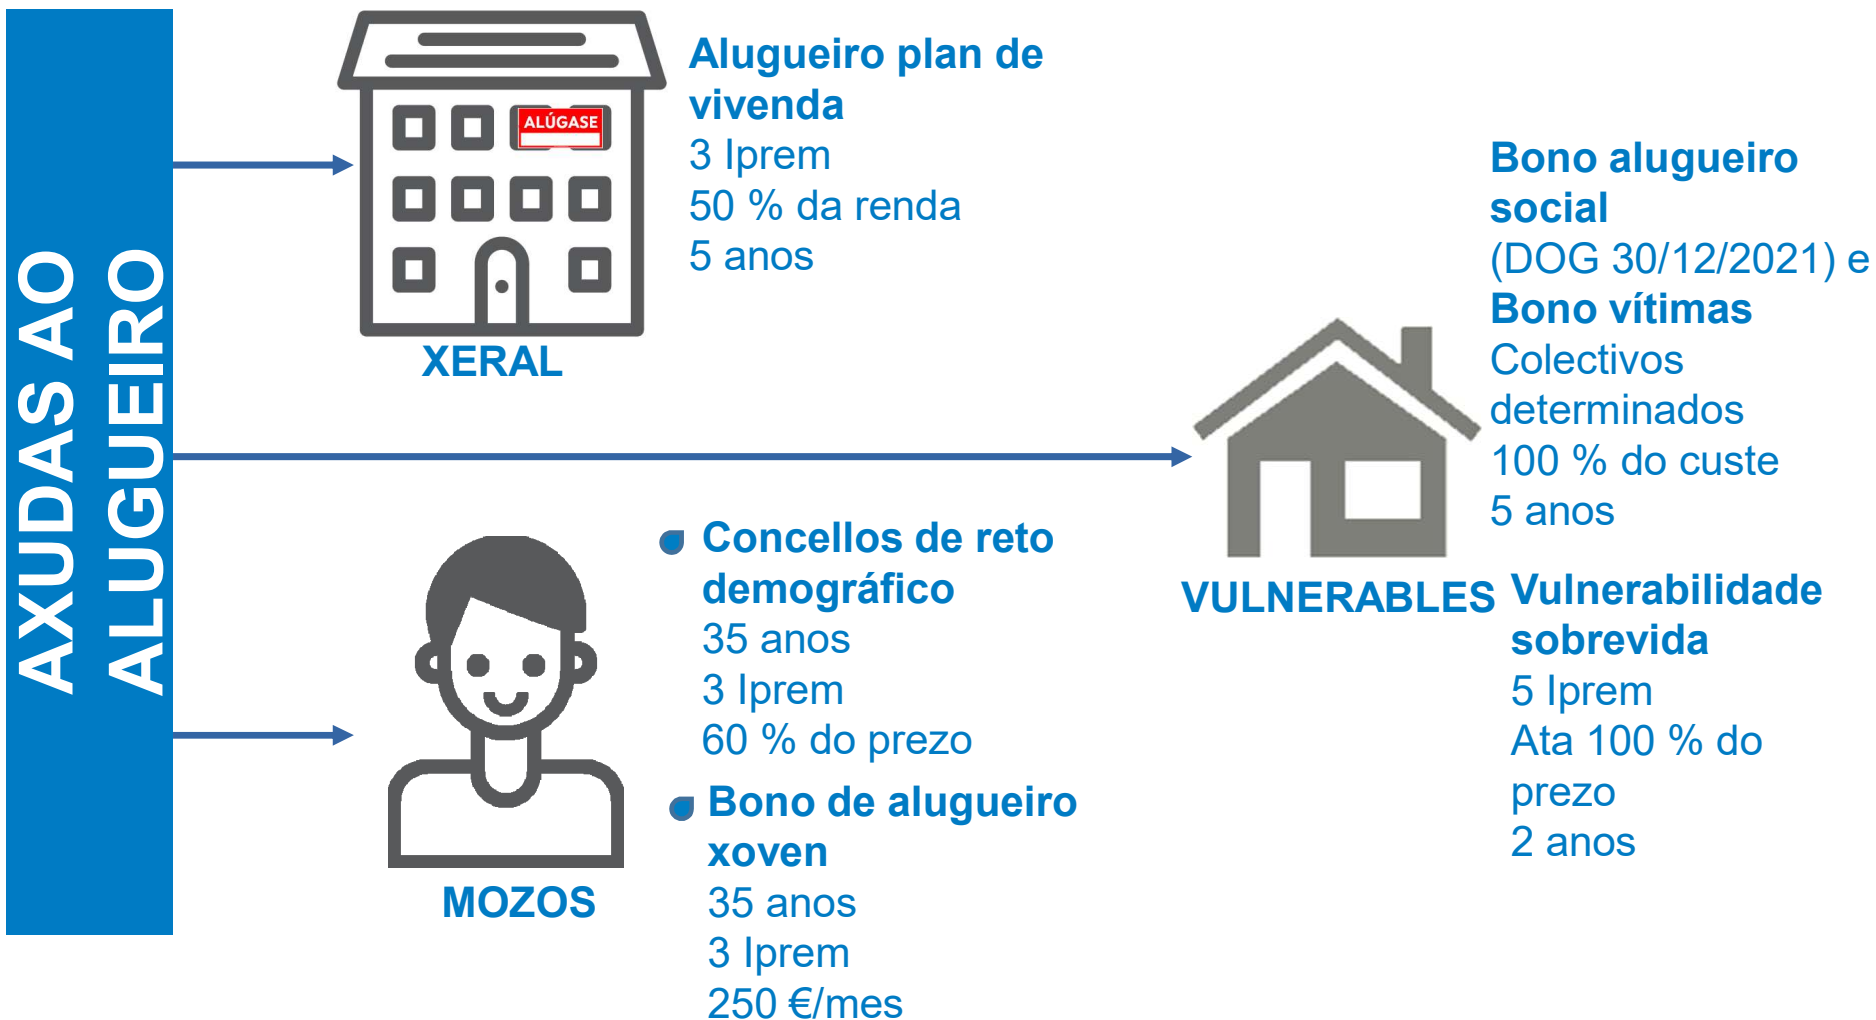 AXUDAS AO
ALUGUEIRO
ALÚGASE
XERAL
Alugueiro plan de
vivenda
3 Iprem
50 % da renda
5 anos
MOZOS
Concellos de reto
demográfico
35 anos
3 Iprem
60 % do prezo
Bono de alugueiro
xoven
35 anos
3 Iprem
250 €/mes
VULNERABLES
Bono alugueiro
social
(DOG 30/12/2021) e
Bono vítimas
Colectivos
determinados
100 % do custe
5 anos
Vulnerabilidade
sobrevida
5 Iprem
Ata 100 % do
prezo
2 anos